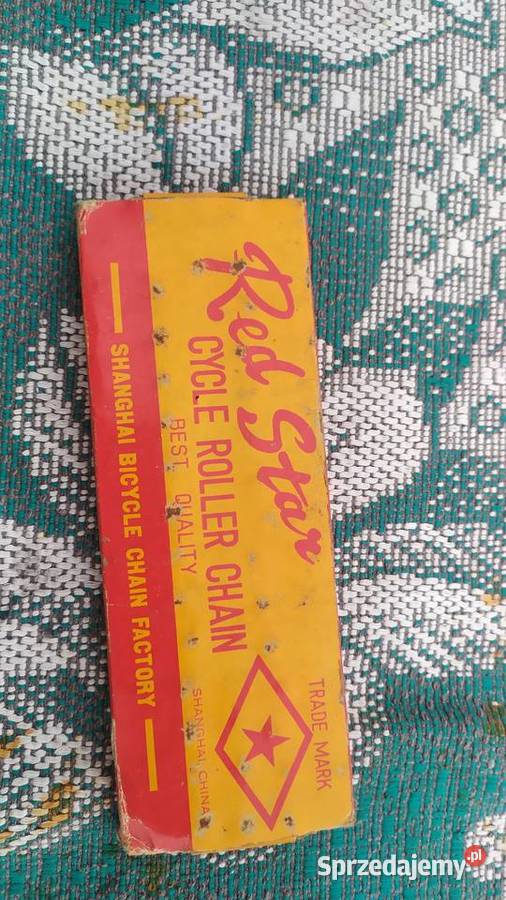 Red Star
CYCLE ROLLER CHAIN
BEST QUALITY
TRADE MARK
SHANGHAI, CHINA
SHANGHAI BICYCLE CHAIN FACTORY
Sprzedajemy.pl